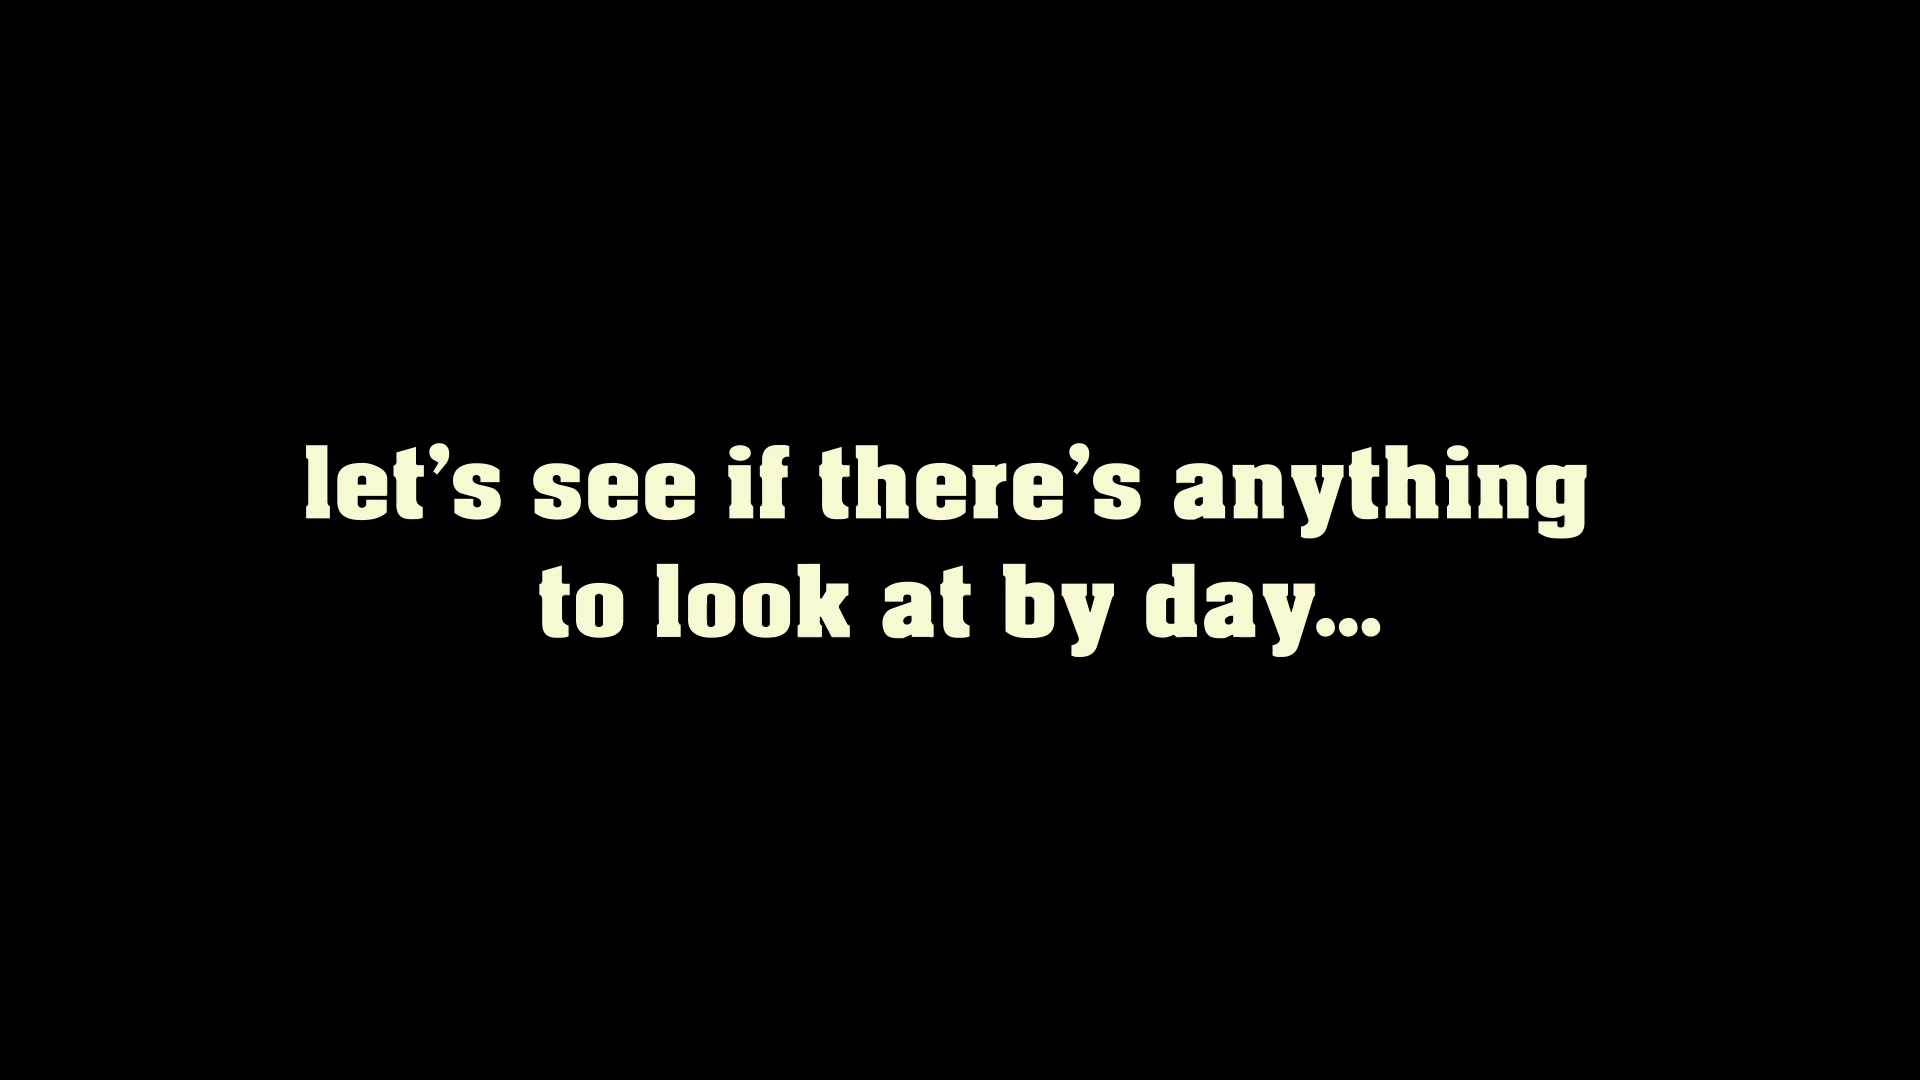 let’s see if there’s anything
to look at by day...